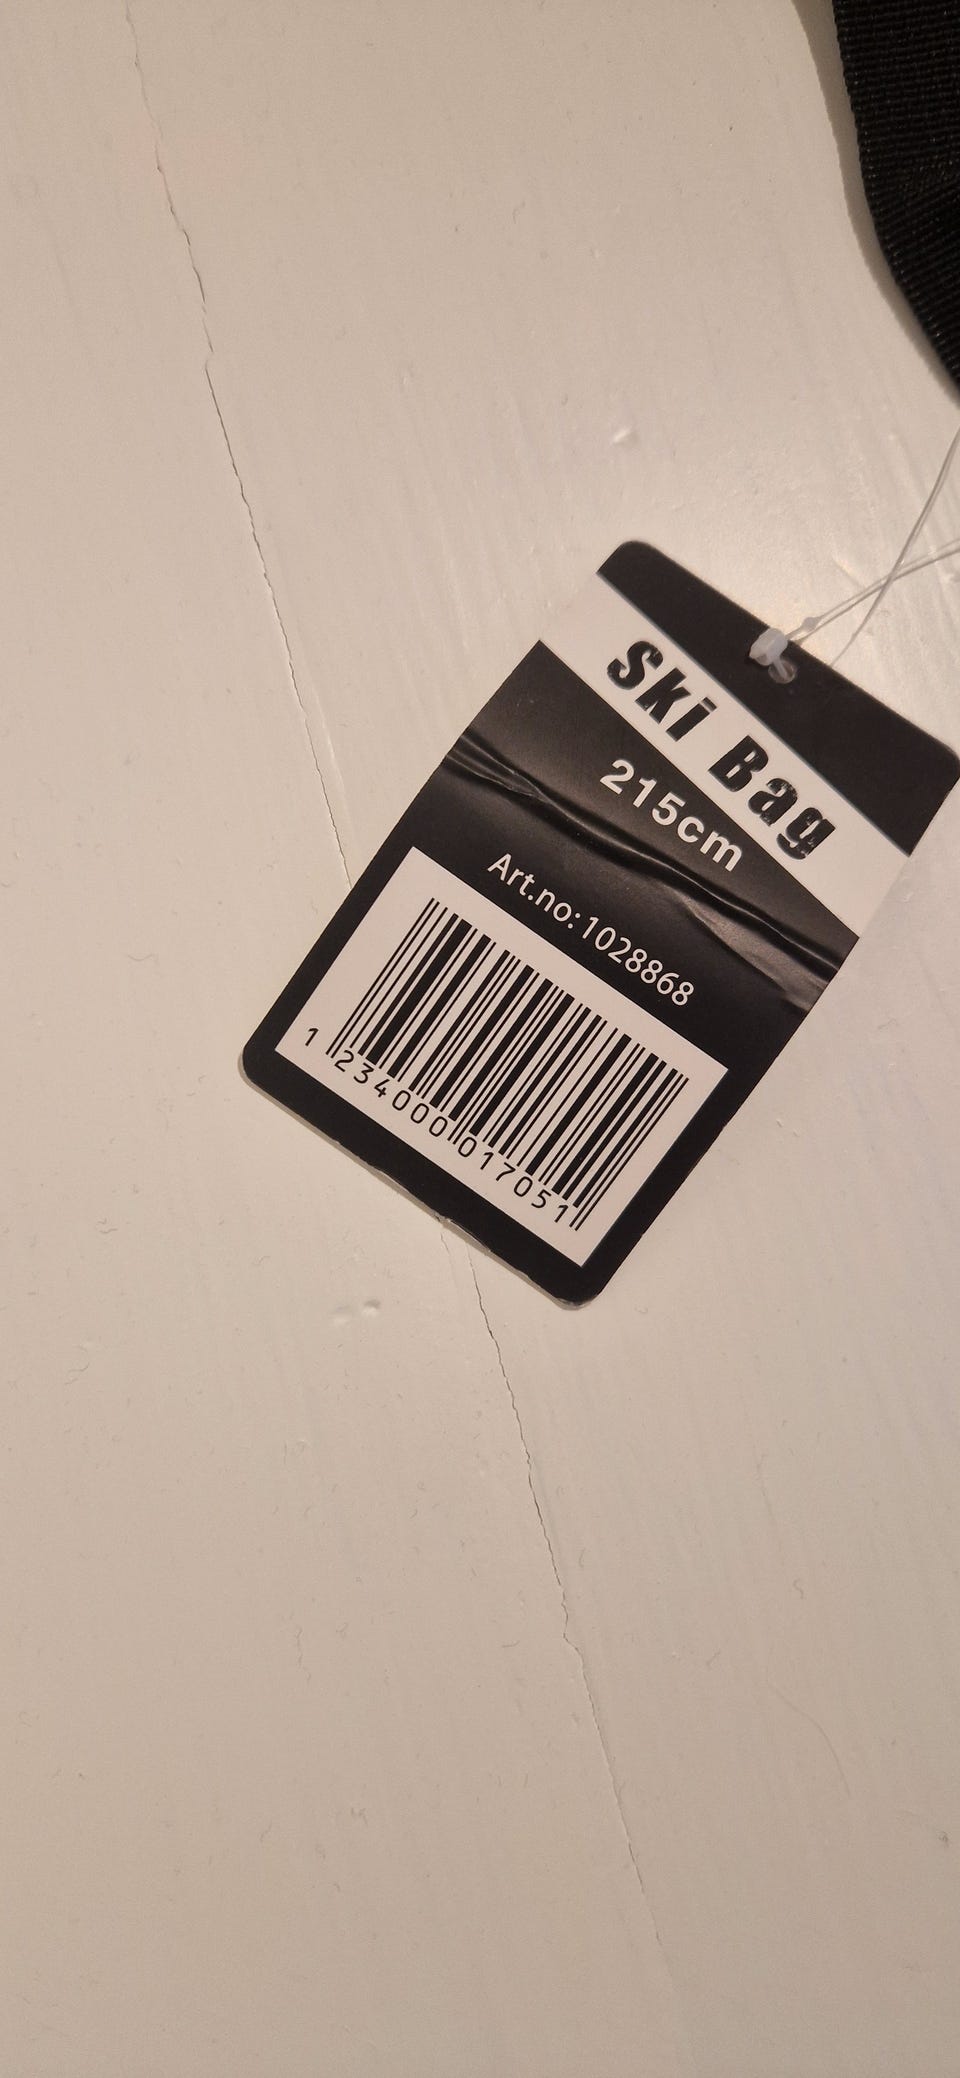 Ski Bag
215cm
Art.no:1028868
1 234000 017051